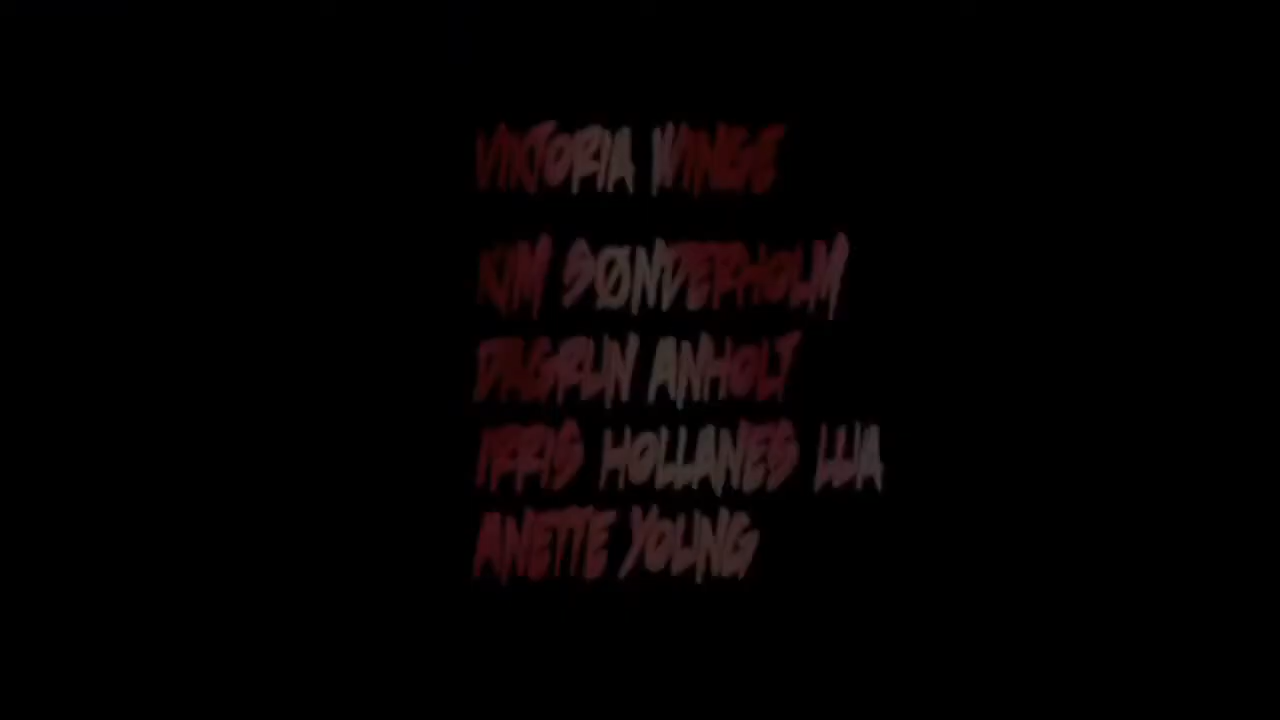 VIKTORIA WINGE
KIM SØNDERHOLM
DAGRUN ANHOLT
IRRIS HOLLANES LUA
ANETTE YOUNG